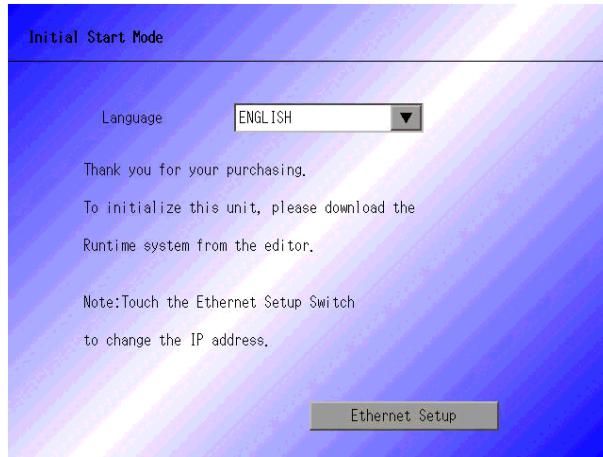 Initial Start Mode
Language ENGLISH
Thank you for your purchasing.
To initialize this unit, please download the
Runtime system from the editor.
Note:Touch the Ethernet Setup Switch
to change the IP address.
Ethernet Setup